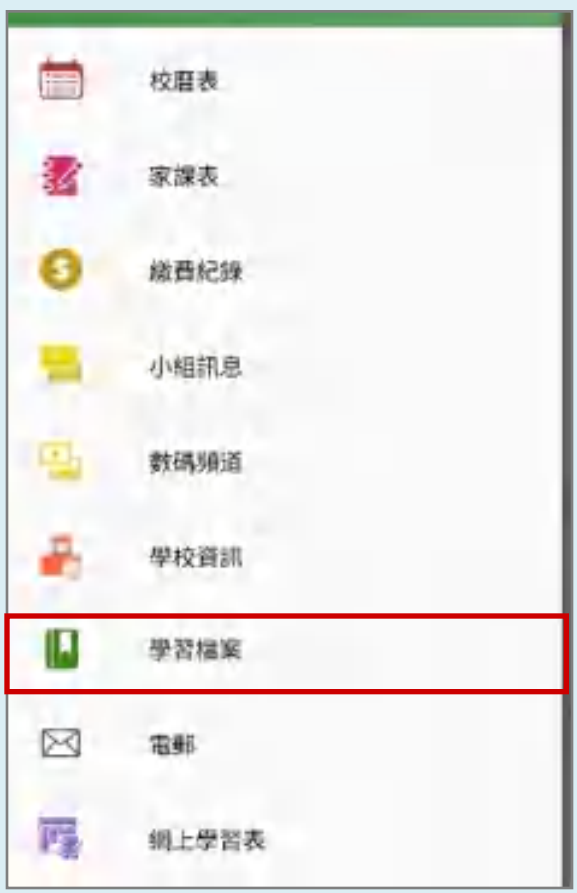 校曆表
家課表
繳費紀錄
小組訊息
數碼頻道
學校資訊
學習檔案
電郵
網上學習表